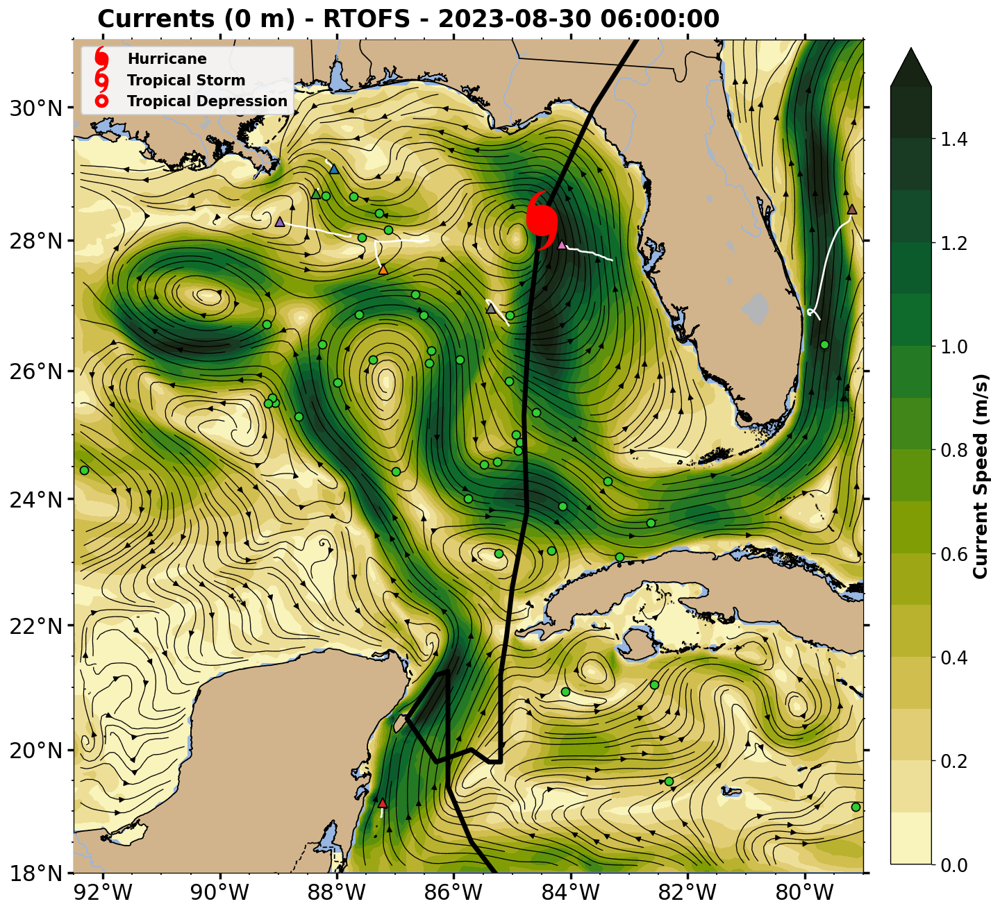 Currents (0 m) - RTOFS - 2023-08-30 06:00:00
Hurricane
Tropical Storm
Tropical Depression
30°N
28°N
26°N
24°N
22°N
20°N
18°N
92°W 90°W 88°W 86°W 84°W 82°W 80°W
1.4
1.2
1.0
0.8
0.6
0.4
0.2
0.0
Current Speed (m/s)